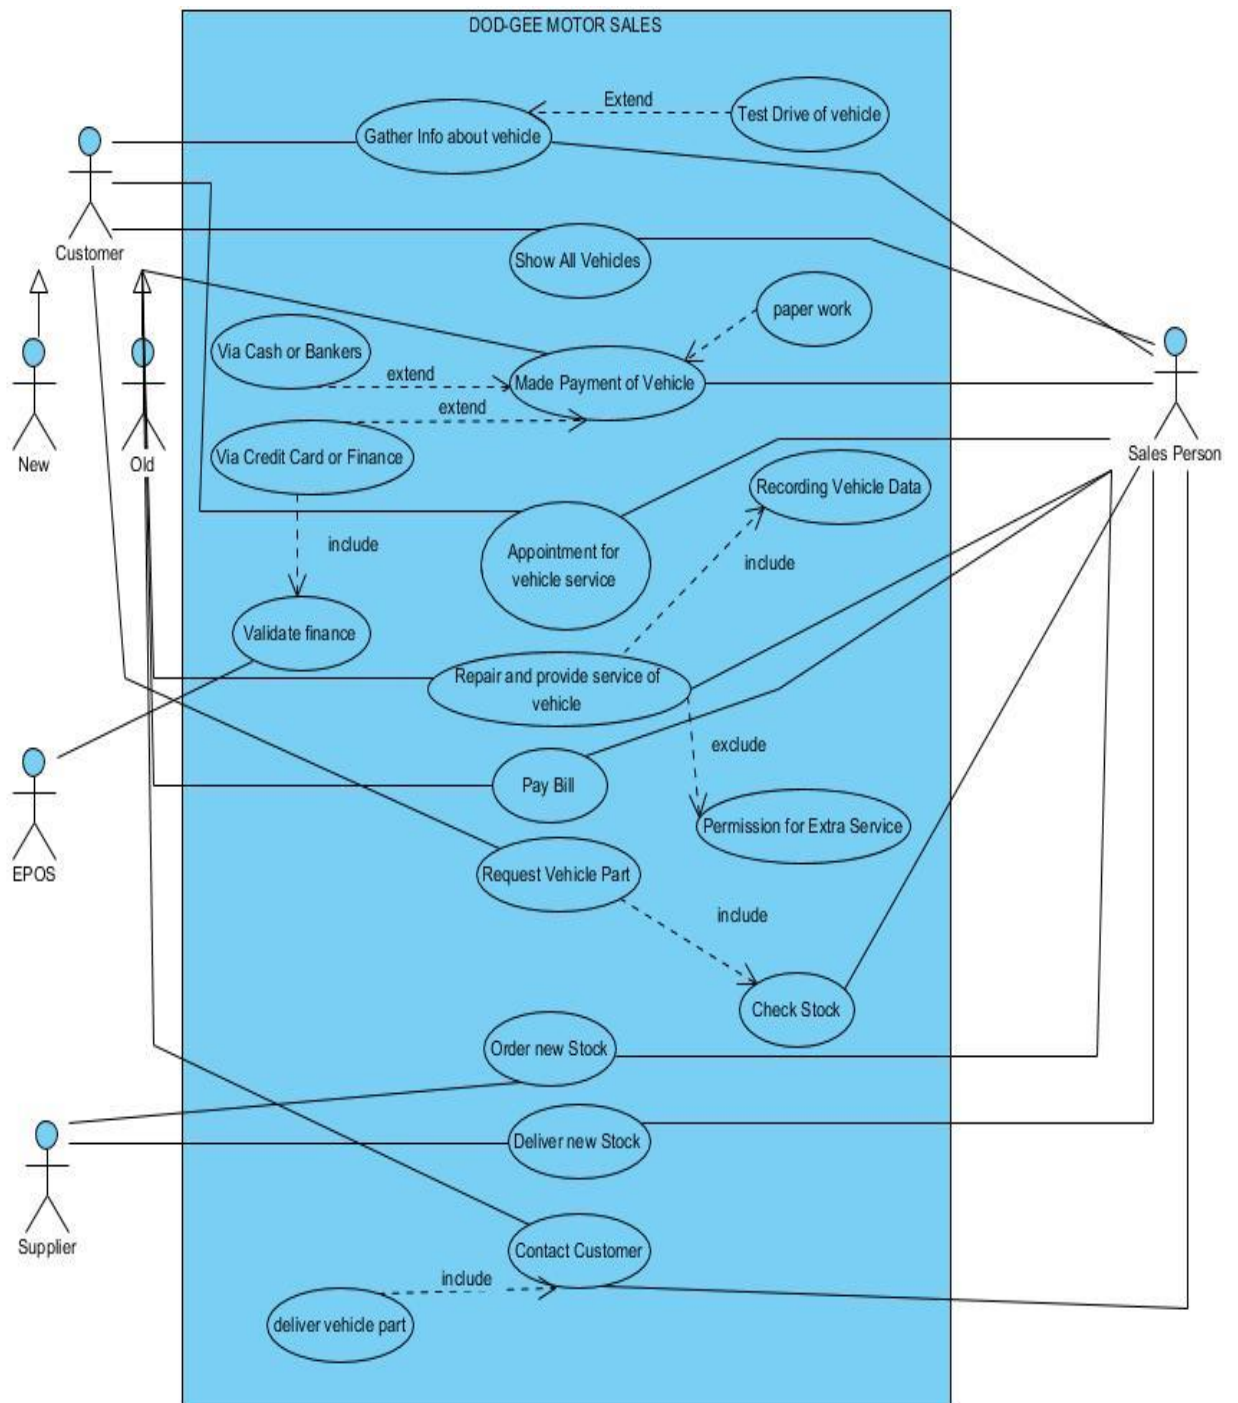 DOD-GEE MOTOR SALES
Extend
Test Drive of vehicle
Gather Info about vehicle
Customer
Show All Vehicles
paper work
Via Cash or Bankers
extend
Made Payment of Vehicle
extend
New
Old
Via Credit Card or Finance
Sales Person
Recording Vehicle Data
include
Appointment for
vehicle service
include
Validate finance
Repair and provide service of
vehicle
exclude
Pay Bill
Permission for Extra Service
EPOS
Request Vehicle Part
include
Check Stock
Order new Stock
Deliver new Stock
Supplier
Contact Customer
include
deliver vehicle part